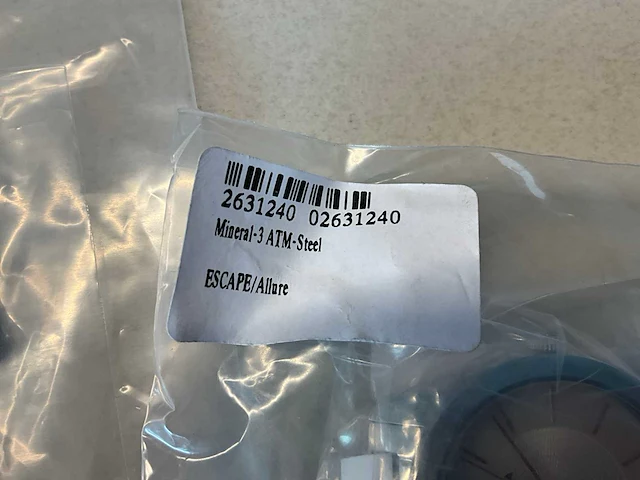 2631240 02631240
Mineral-3 ATM-Steel
ESCAPE/Allure